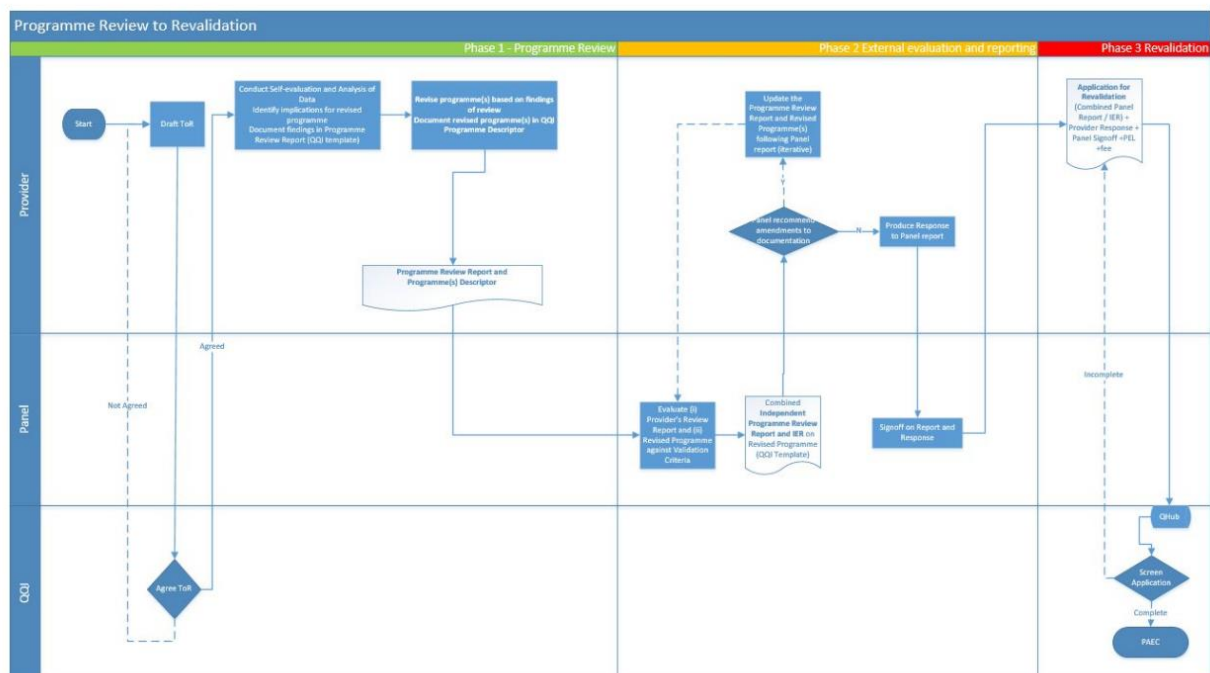 Programme Review to Revalidation
Phase 1 - Programme Review
Phase 2 External evaluation and reporting
Phase 3 Revalidation
Provider
Start
Draft ToR
Conduct Self-evaluation and Analysis of
Data
Identify implications for revised
programme
Document findings in Programme
Review Report (QQI template)
Revise programme(s) based on findings
of review
Document revised programme(s) in QQI
Programme Descriptor
Programme Review Report and
Programme(s) Descriptor
Update the
Programme Review
Report and Revised
Programme(s)
following Panel
report (iterative)
Y
Panel recommend
amendments to
documentation
N
Produce Response
to Panel report
Application for
Revalidation
(Combined Panel
Report / IER) +
Provider Response +
Panel Signoff +PEL
+fee
Panel
Agreed
Not Agreed
Evaluate (i)
Provider's Review
Report and (ii)
Revised Programme
against Validation
Criteria
Combined
Independent
Programme Review
Report and IER on
Revised Programme
(QQI Template)
Signoff on Report and
Response
Incomplete
QQI
Agree ToR
QHub
Screen
Application
Complete
PAEC